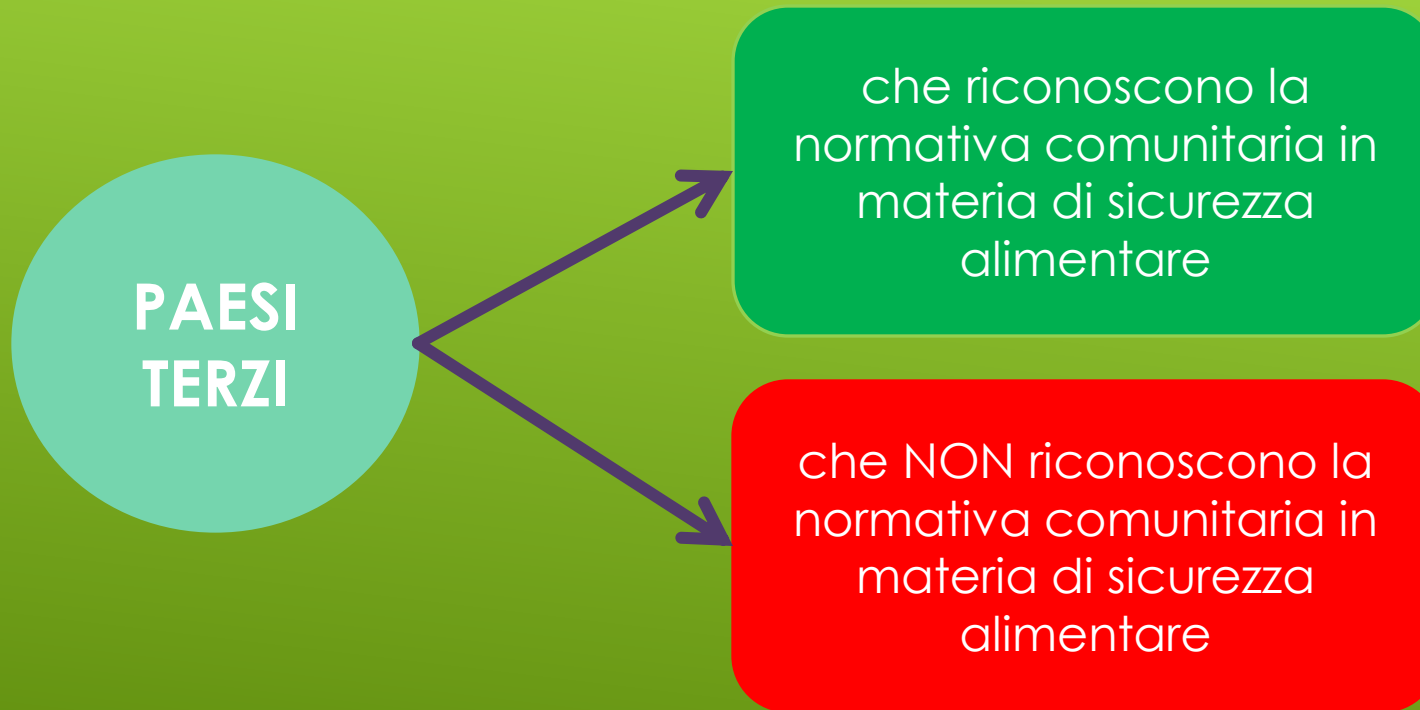 PAESI
TERZI
che riconoscono la
normativa comunitaria in
materia di sicurezza
alimentare
che NON riconoscono la
normativa comunitaria in
materia di sicurezza
alimentare